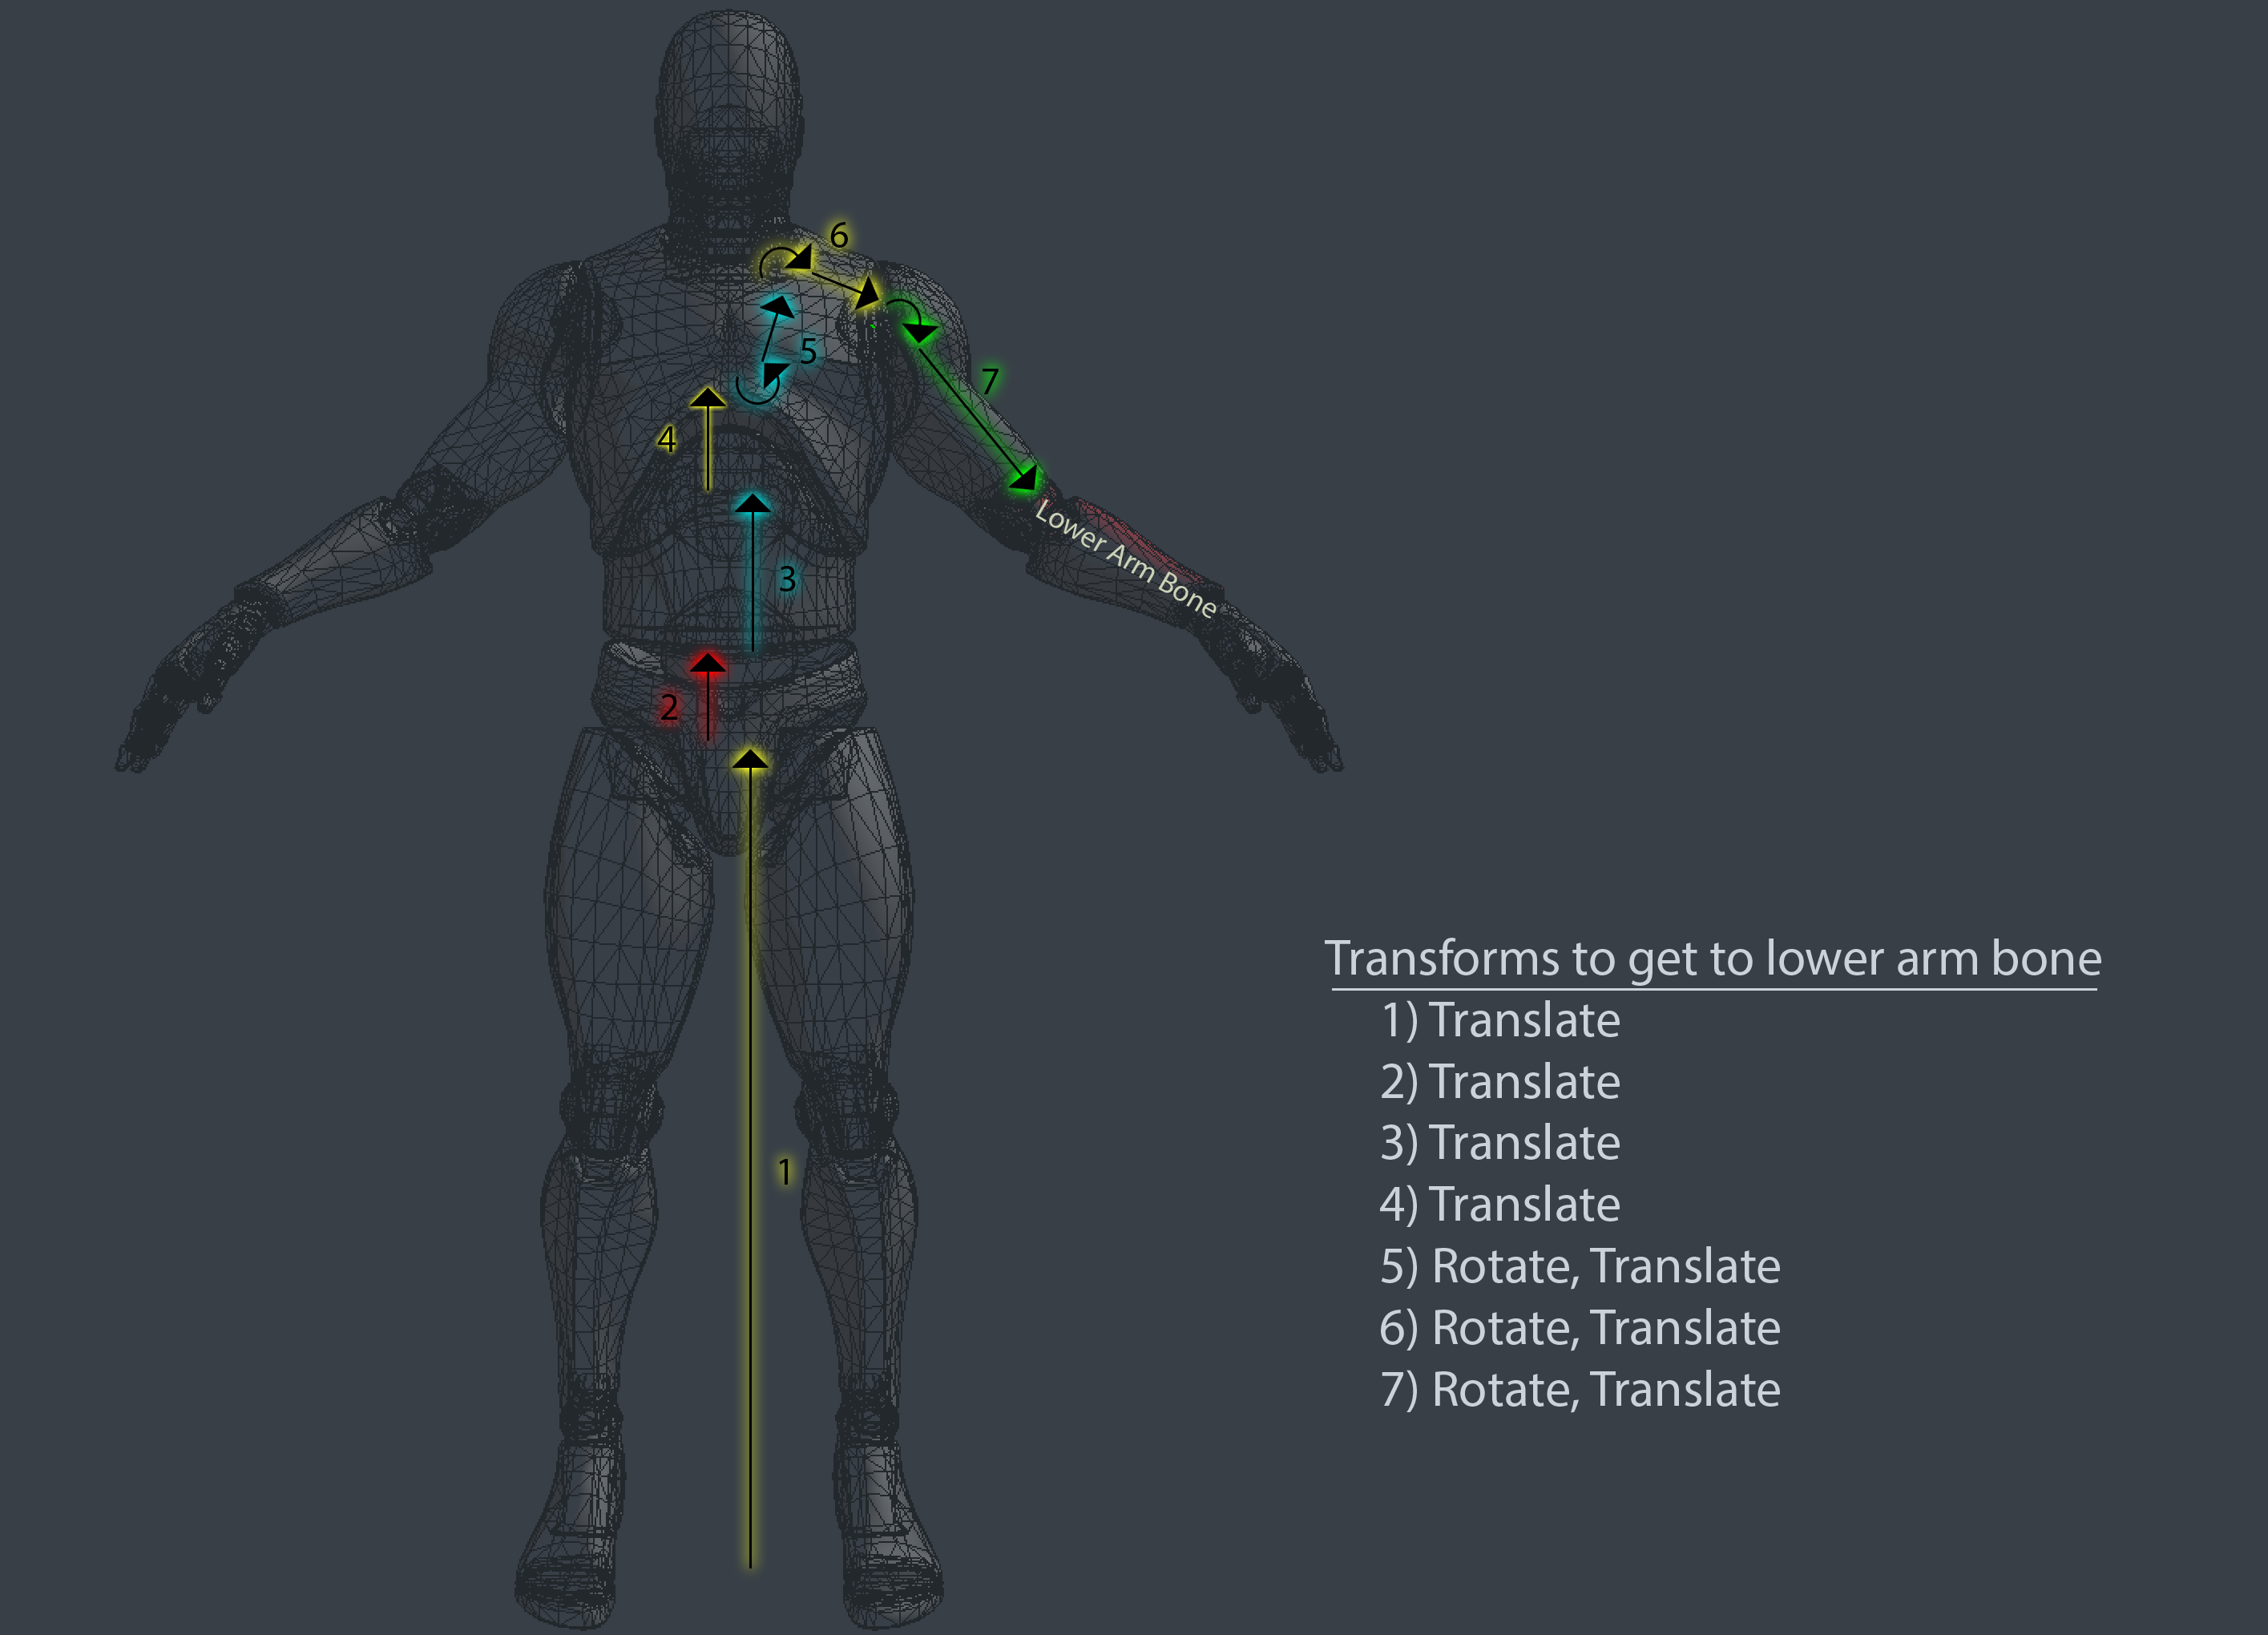 6
5
7
4
Lower Arm Bone
3
2
1
Transforms to get to lower arm bone
1) Translate
2) Translate
3) Translate
4) Translate
5) Rotate, Translate
6) Rotate, Translate
7) Rotate, Translate